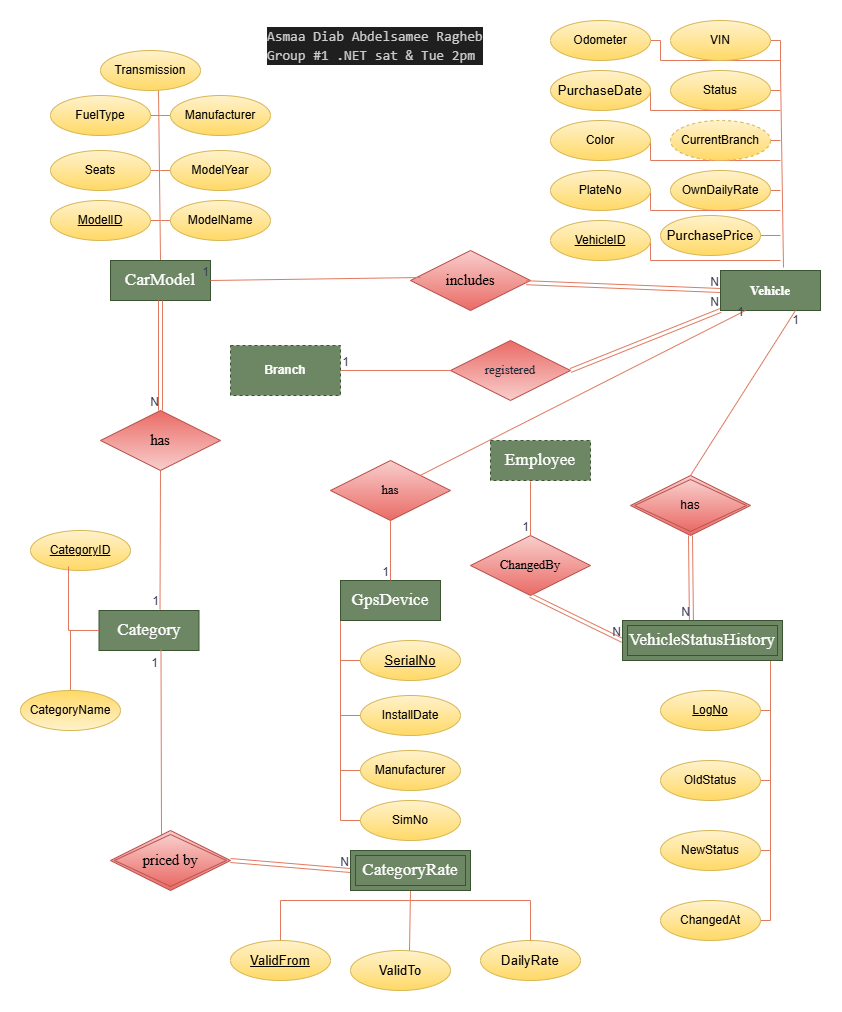 Asmaa Diab Abdelsamee Ragheb
Group #1 .NET sat & Tue 2pm
Transmission
FuelType
Manufacturer
Seats
ModelYear
ModelID
ModelName
Odometer
VIN
PurchaseDate
Status
Color
CurrentBranch
PlateNo
OwnDailyRate
VehicleID
PurchasePrice
CarModel
1
includes
N
Vehicle
N
1
1
Branch
1
registered
N
has
has
Employee
1
has
ChangedBy
CategoryID
1
Category
1
1
GpsDevice
N
N
VehicleStatusHistory
CategoryName
SerialNo
InstallDate
Manufacturer
SimNo
LogNo
OldStatus
NewStatus
ChangedAt
priced by
N
CategoryRate
ValidFrom
ValidTo
DailyRate